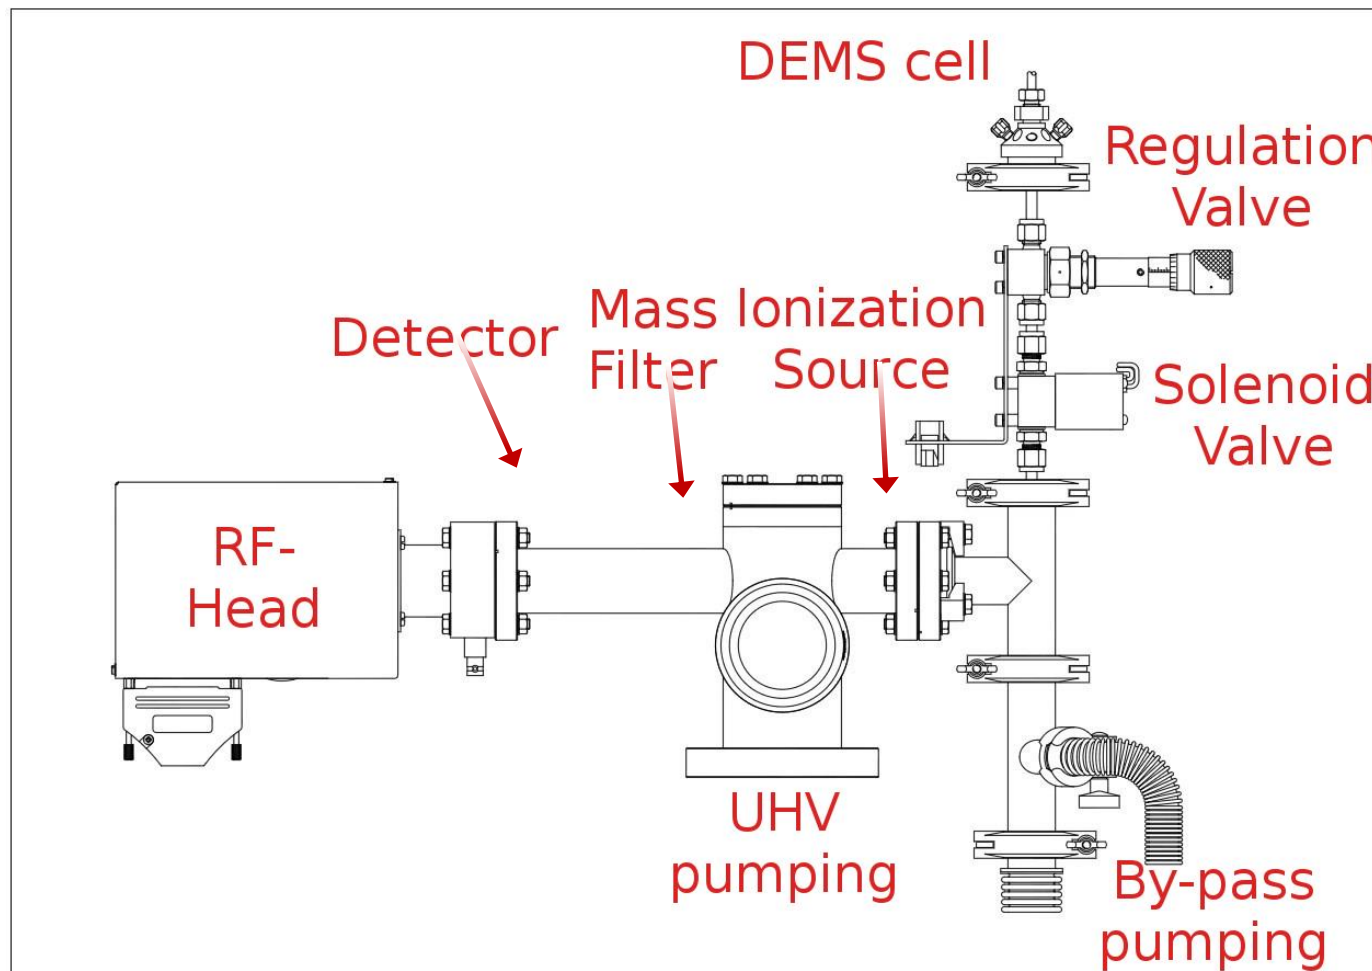 DEMS cell
Regulation
Valve
Mass
Filter
Ionization
Source
Detector
Solenoid
Valve
RF-
Head
UHV
pumping
By-pass
pumping